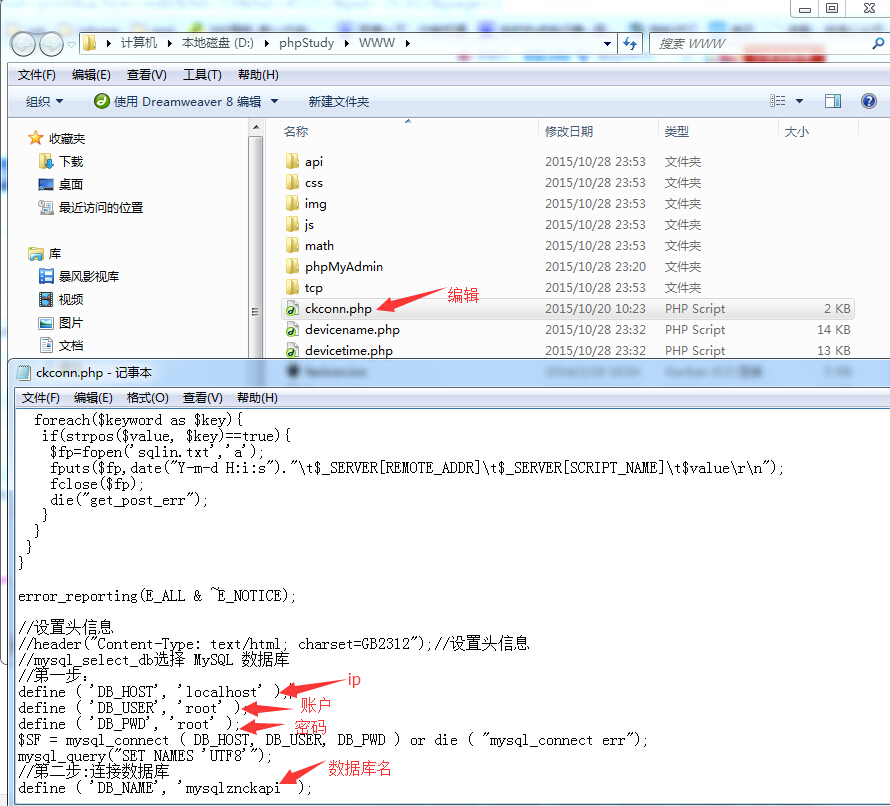 计算机 ▸ 本地磁盘 (D:) ▸ phpStudy ▸ WWW ▸
搜索 WWW
文件(F) 编辑(E) 查看(V) 工具(T) 帮助(H)
组织 使用 Dreamweaver 8 编辑 新建文件夹
名称 修改日期 类型 大小
收藏夹
下载
桌面
最近访问的位置
库
暴风影视库
视频
图片
文档
api 2015/10/28 23:53 文件夹
css 2015/10/28 23:53 文件夹
img 2015/10/28 23:53 文件夹
js 2015/10/28 23:53 文件夹
math 2015/10/28 23:53 文件夹
phpMyAdmin 2015/10/28 23:20 文件夹
tcp 2015/10/28 23:53 文件夹
ckconn.php 编辑 2015/10/20 10:23 PHP Script 2 KB
devicename.php 2015/10/28 23:32 PHP Script 14 KB
devicetime.php 2015/10/28 23:32 PHP Script 13 KB
ckconn.php - 记事本
文件(F) 编辑(E) 格式(O) 查看(V) 帮助(H)
foreach($keyword as $key){
if(strpos($value, $key)==true){
$fp=fopen('sqlin.txt','a');
fputs($fp,date("Y-m-d H:i:s")."\t$_SERVER[REMOTE_ADDR]\t$_SERVER[SCRIPT_NAME]\t$value\r\n");
fclose($fp);
die("get_post_err");
}
}
}
}
error_reporting(E_ALL & ~E_NOTICE);
//设置头信息
//header("Content-Type: text/html; charset=GB2312");//设置头信息
//mysql_select_db选择 MySQL 数据库
//第一步:
define ( 'DB_HOST', 'localhost' ); ip
define ( 'DB_USER', 'root' ); 账户
define ( 'DB_PWD', 'root' ); 密码
$SF = mysql_connect ( DB_HOST, DB_USER, DB_PWD ) or die ( "mysql_connect err");
mysql_query("SET NAMES 'UTF8'");
//第二步:连接数据库 数据库名
define ( 'DB_NAME', 'mysqlznckapi' );